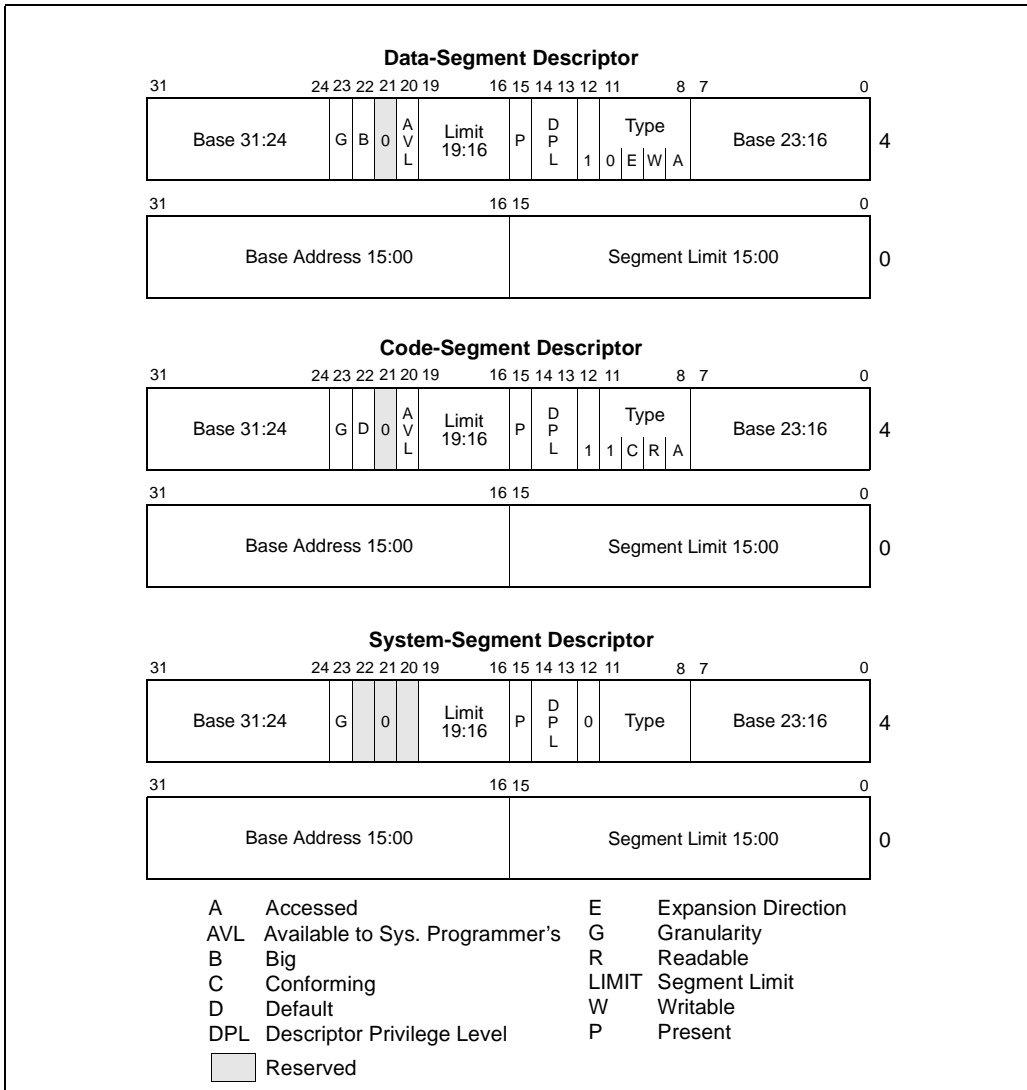 Data-Segment Descriptor
31 24 23 22 21 20 19 16 15 14 13 12 11 8 7 0
Base 31:24 G B 0 AVL Limit 19:16 P DPL 1 Type 0 E W A Base 23:16 4
31 16 15 0
Base Address 15:00 Segment Limit 15:00 0
Code-Segment Descriptor
31 24 23 22 21 20 19 16 15 14 13 12 11 8 7 0
Base 31:24 G D 0 AVL Limit 19:16 P DPL 1 Type 1 C R A Base 23:16 4
31 16 15 0
Base Address 15:00 Segment Limit 15:00 0
System-Segment Descriptor
31 24 23 22 21 20 19 16 15 14 13 12 11 8 7 0
Base 31:24 G 0 Limit 19:16 P DPL 0 Type Base 23:16 4
31 16 15 0
Base Address 15:00 Segment Limit 15:00 0
A Accessed
AVL Available to Sys. Programmer's
B Big
C Conforming
D Default
DPL Descriptor Privilege Level
Reserved
E Expansion Direction
G Granularity
R Readable
LIMIT Segment Limit
W Writable
P Present